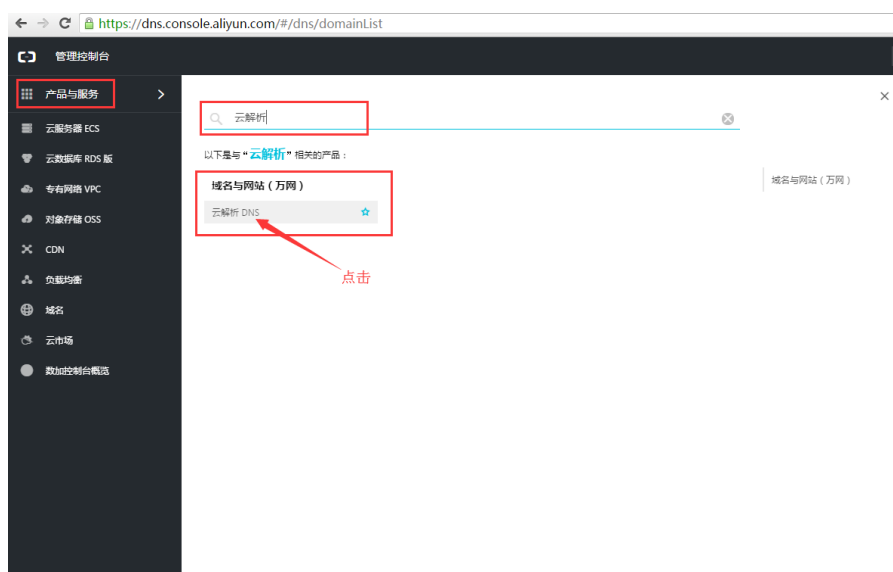 https://dns.console.aliyun.com/#/dns/domainList
管理控制台
产品与服务
云解析
云服务器 ECS
以下是与“云解析”相关的产品：
云数据库 RDS 版
域名与网站（万网）
域名与网站（万网）
专有网络 VPC
云解析 DNS
对象存储 OSS
CDN
点击
负载均衡
域名
云市场
数加控制台概览